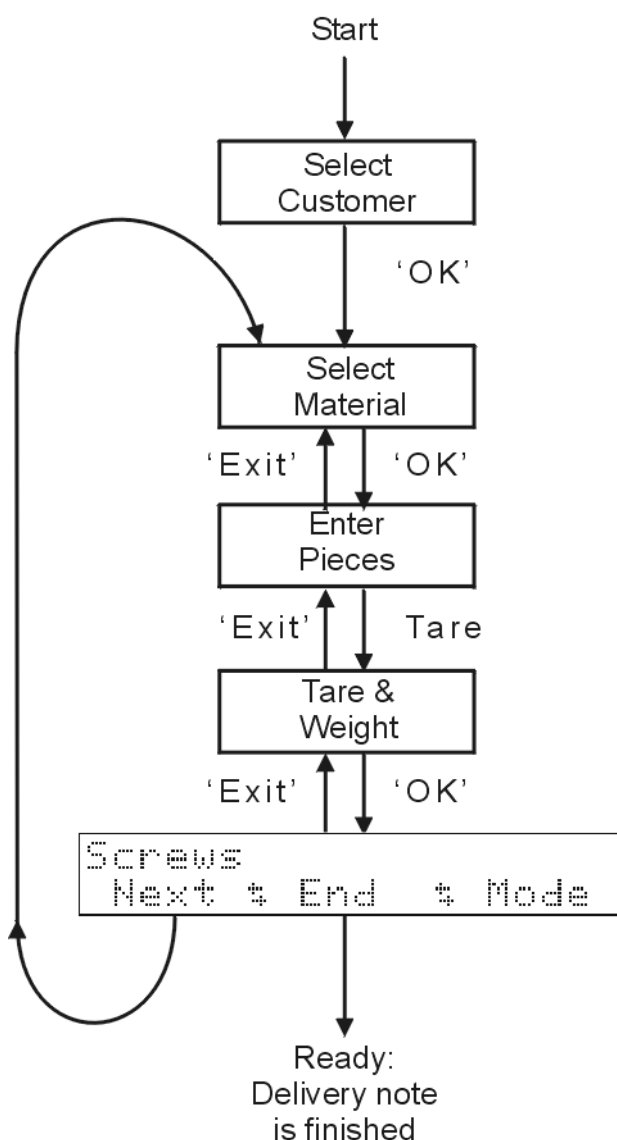 Start
Select
Customer
‘OK’
Select
Material
‘Exit’ ‘OK’
Enter
Pieces
‘Exit’ Tare
Tare &
Weight
‘Exit’ ‘OK’
Screws
Next End Mode
Ready:
Delivery note
is finished